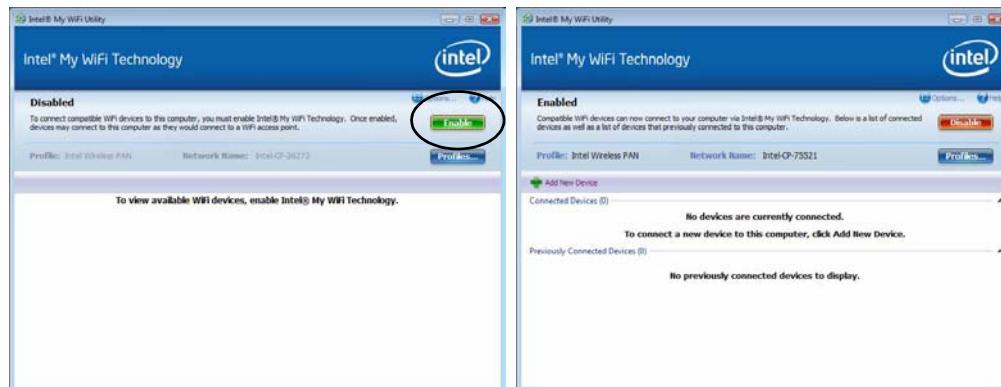 Intel® My WiFi Utility
Intel® My WiFi Technology
intel
Disabled
Options...
To connect compatible WiFi devices to this computer, you must enable Intel® My WiFi Technology. Once enabled,
devices may connect to this computer as they would connect to a WiFi access point.
Enable
Profile: Intel Wireless PAN Network Name: Intel-CP-26273
Profiles...
To view available WiFi devices, enable Intel® My WiFi Technology.
Intel® My WiFi Utility
Intel® My WiFi Technology
intel
Enabled
Options...
Help
Compatible WiFi devices can now connect to your computer via Intel® My WiFi Technology. Below is a list of connected
devices as well as a list of devices that previously connected to this computer.
Disable
Profile: Intel Wireless PAN Network Name: Intel-CP-75521
Profiles...
Add New Device
Connected Devices (0)
No devices are currently connected.
To connect a new device to this computer, click Add New Device.
Previously Connected Devices (0)
No previously connected devices to display.